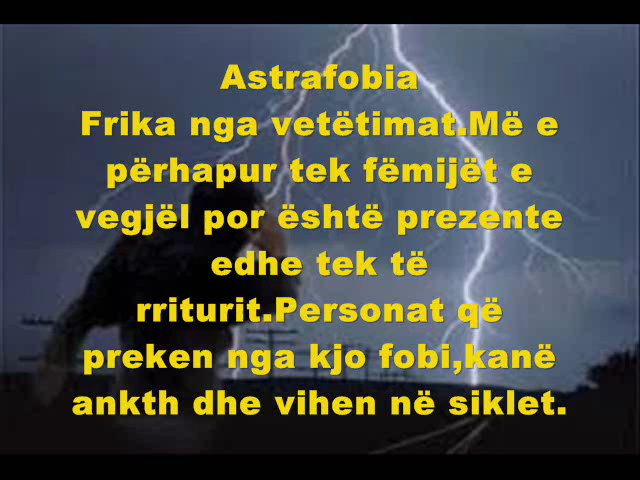 Astrafobia
Frika nga vetëtimat.Më e
përhapur tek fëmijët e
vegjël por është prezente
edhe tek të
rriturit.Personat që
preken nga kjo fobi,kanë
ankth dhe vihen në siklet.